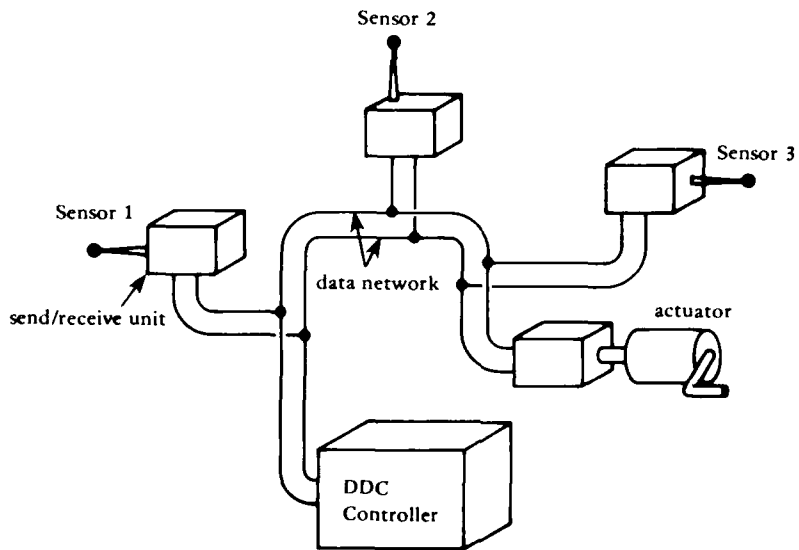 Sensor 2
Sensor 3
Sensor 1
data network
send/receive unit
actuator
DDC
Controller